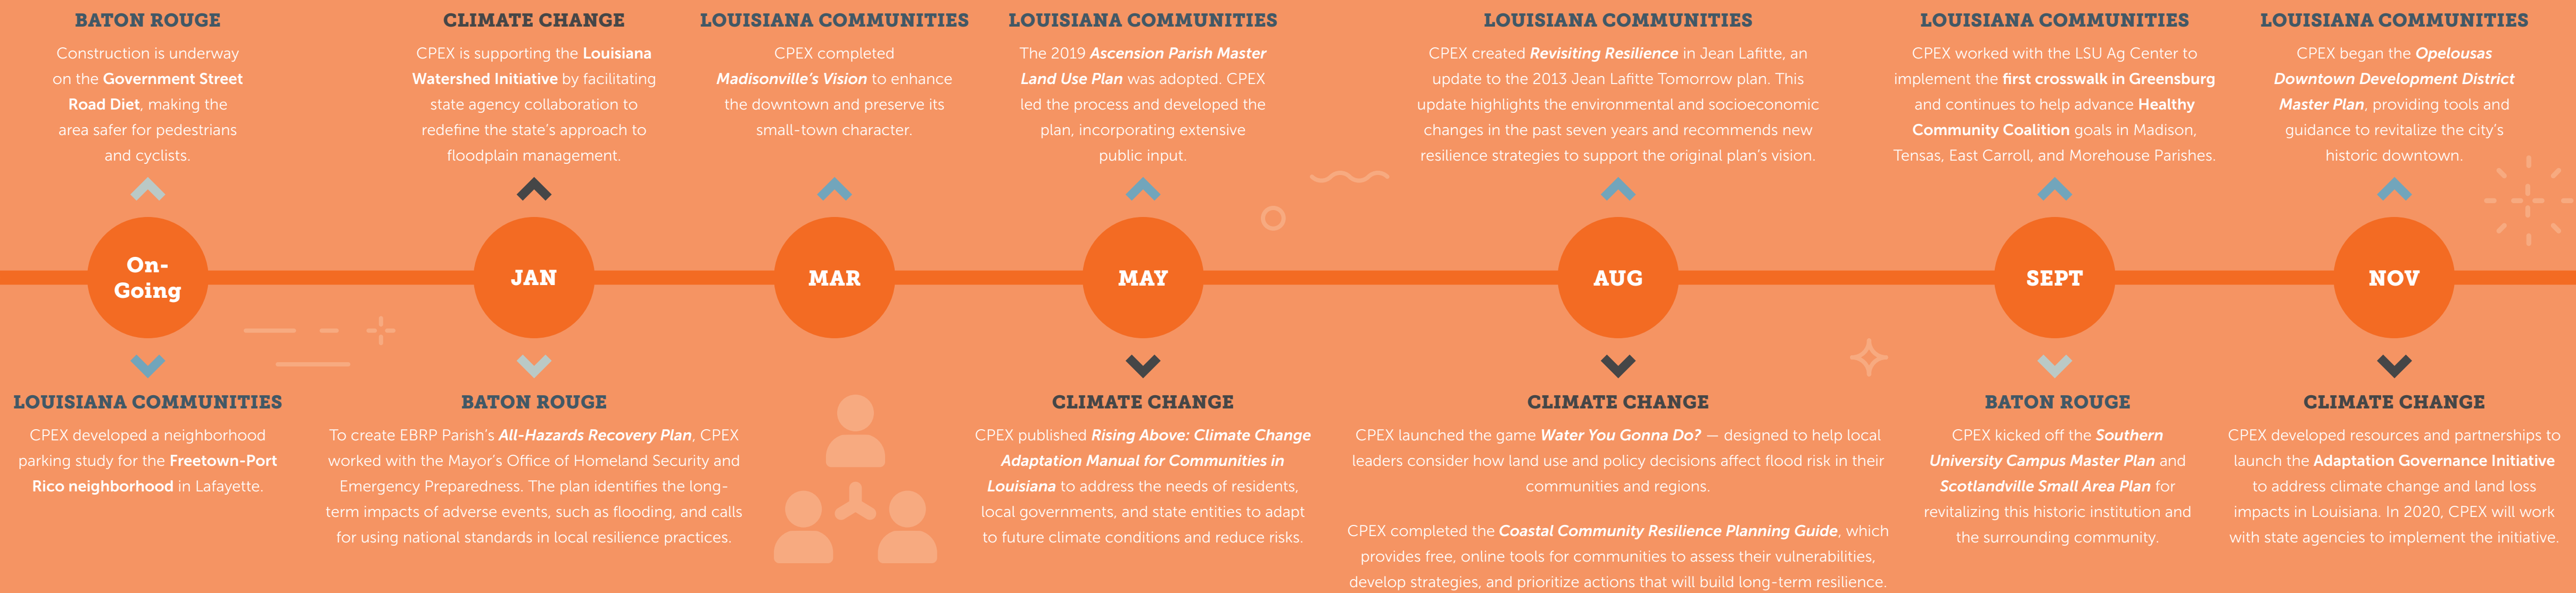 BATON ROUGE
Construction is underway
on the Government Street
Road Diet, making the
area safer for pedestrians
and cyclists.
CLIMATE CHANGE
CPEX is supporting the Louisiana
Watershed Initiative by facilitating
state agency collaboration to
redefine the state's approach to
floodplain management.
LOUISIANA COMMUNITIES
CPEX completed
Madisonville's Vision to enhance
the downtown and preserve its
small-town character.
LOUISIANA COMMUNITIES
The 2019 Ascension Parish Master
Land Use Plan was adopted. CPEX
led the process and developed the
plan, incorporating extensive
public input.
LOUISIANA COMMUNITIES
CPEX created Revisiting Resilience in Jean Lafitte, an
update to the 2013 Jean Lafitte Tomorrow plan. This
update highlights the environmental and socioeconomic
changes in the past seven years and recommends new
resilience strategies to support the original plan's vision.
LOUISIANA COMMUNITIES
CPEX worked with the LSU Ag Center to
implement the first crosswalk in Greensburg
and continues to help advance Healthy
Community Coalition goals in Madison,
Tensas, East Carroll, and Morehouse Parishes.
LOUISIANA COMMUNITIES
CPEX began the Opelousas
Downtown Development District
Master Plan, providing tools and
guidance to revitalize the city's
historic downtown.
On-
Going
JAN
MAR
MAY
AUG
SEPT
NOV
LOUISIANA COMMUNITIES
CPEX developed a neighborhood
parking study for the Freetown-Port
Rico neighborhood in Lafayette.
BATON ROUGE
To create EBRP Parish's All-Hazards Recovery Plan, CPEX
worked with the Mayor's Office of Homeland Security and
Emergency Preparedness. The plan identifies the long-
term impacts of adverse events, such as flooding, and calls
for using national standards in local resilience practices.
CLIMATE CHANGE
CPEX published Rising Above: Climate Change
Adaptation Manual for Communities in
Louisiana to address the needs of residents,
local governments, and state entities to adapt
to future climate conditions and reduce risks.
CLIMATE CHANGE
CPEX launched the game Water You Gonna Do? — designed to help local
leaders consider how land use and policy decisions affect flood risk in their
communities and regions.
CPEX completed the Coastal Community Resilience Planning Guide, which
provides free, online tools for communities to assess their vulnerabilities,
develop strategies, and prioritize actions that will build long-term resilience.
BATON ROUGE
CPEX kicked off the Southern
University Campus Master Plan and
Scotlandville Small Area Plan for
revitalizing this historic institution and
the surrounding community.
CLIMATE CHANGE
CPEX developed resources and partnerships to
launch the Adaptation Governance Initiative
to address climate change and land loss
impacts in Louisiana. In 2020, CPEX will work
with state agencies to implement the initiative.